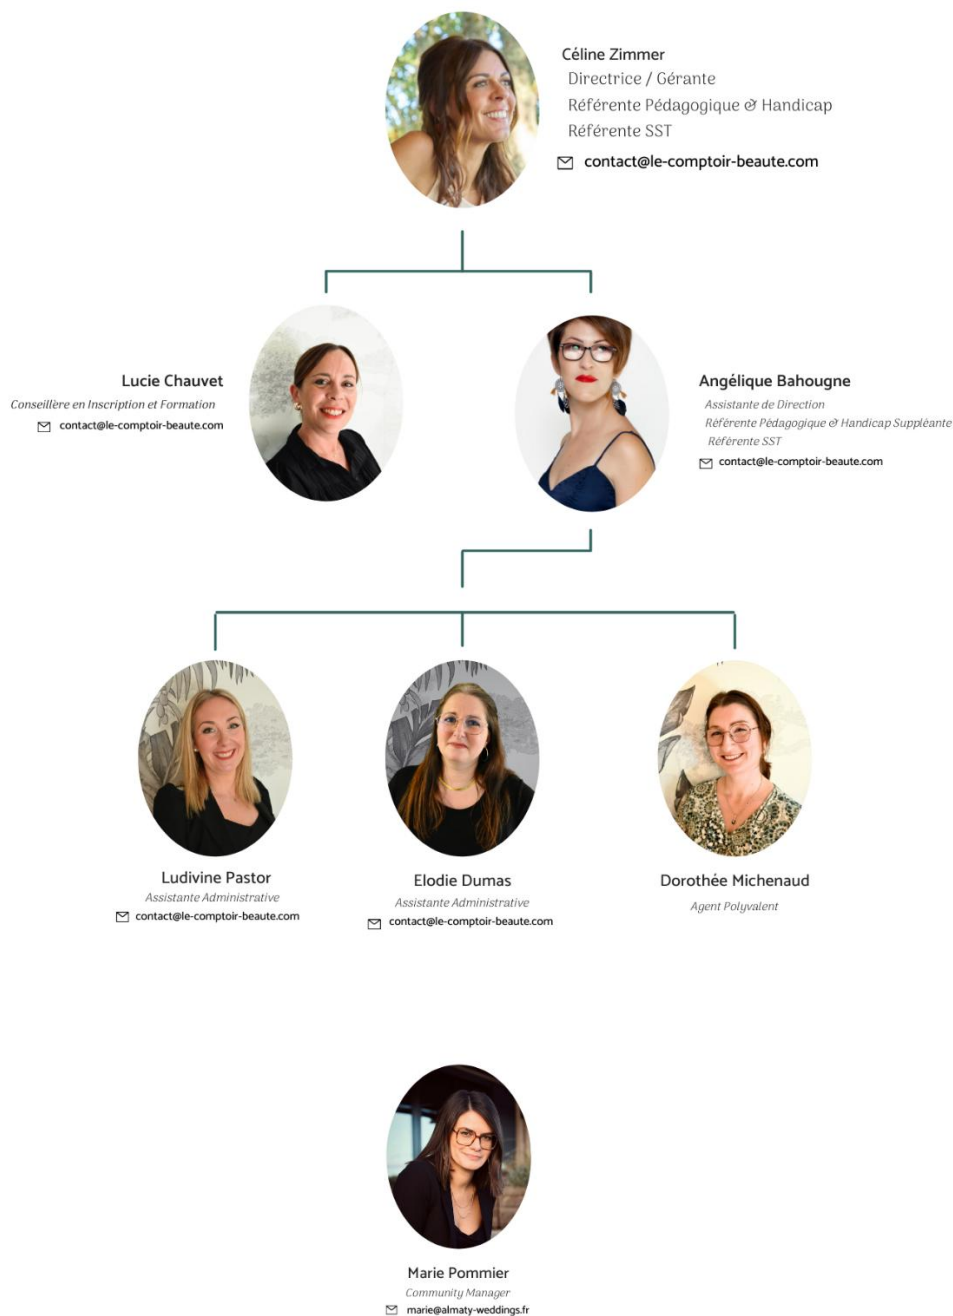 Céline Zimmer
Directrice / Gérante
Référente Pédagogique & Handicap
Référente SST
contact@le-comptoir-beaute.com
Lucie Chauvet
Conseillère en Inscription et Formation
contact@le-comptoir-beaute.com
Angélique Bahougne
Assistante de Direction
Référente Pédagogique & Handicap Suppléante
Référente SST
contact@le-comptoir-beaute.com
Ludivine Pastor
Assistante Administrative
contact@le-comptoir-beaute.com
Elodie Dumas
Assistante Administrative
contact@le-comptoir-beaute.com
Dorothée Michenaud
Agent Polyvalent
Marie Pommier
Community Manager
marie@almaty-weddings.fr